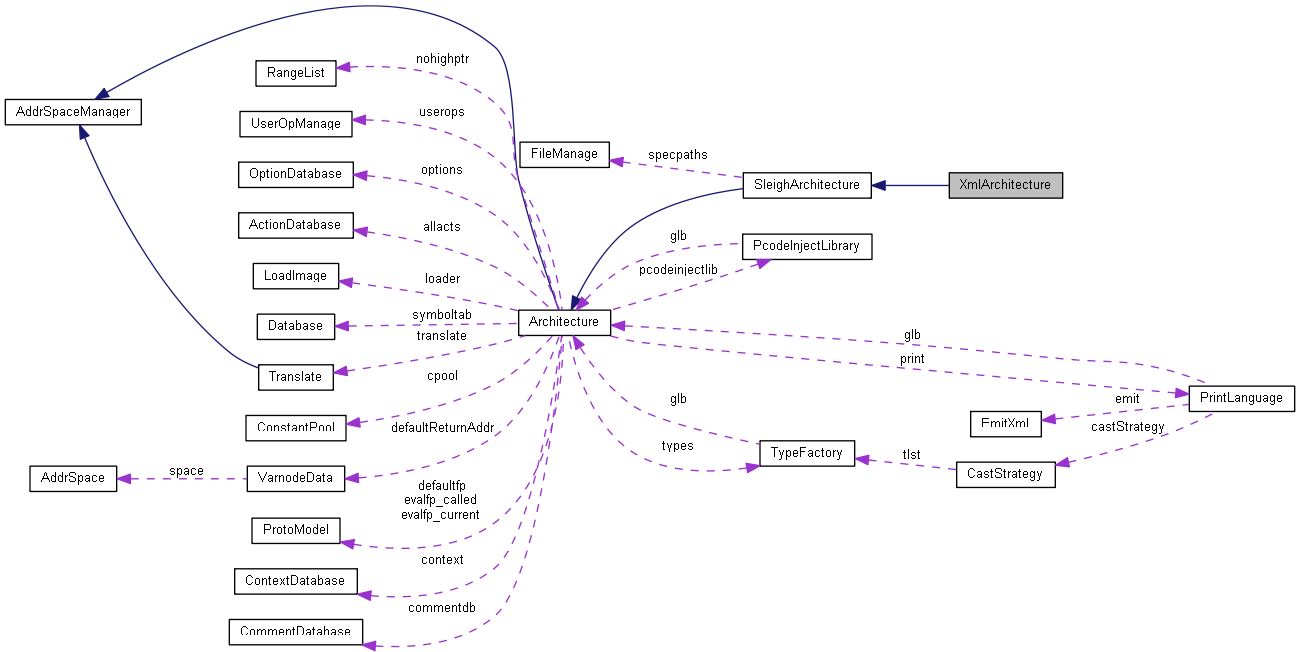 nohighptr
RangeList
AddrSpaceManager
userops
UserOpManage
FileManage
specpaths
OptionDatabase
options
SleighArchitecture
XmlArchitecture
ActionDatabase
allacts
glb
PcodeInjectLibrary
LoadImage
loader
pcodeinjectlib
Database
symboltab
Architecture
translate
glb
print
Translate
cpool
glb
emit
PrintLanguage
ConstantPool
defaultReturnAddr
EmitXml
castStrategy
types
TypeFactory
tlst
AddrSpace
space
VarnodeData
CastStrategy
defaultfp
evalfp_called
evalfp_current
ProtoModel
context
ContextDatabase
commentdb
CommentDatabase